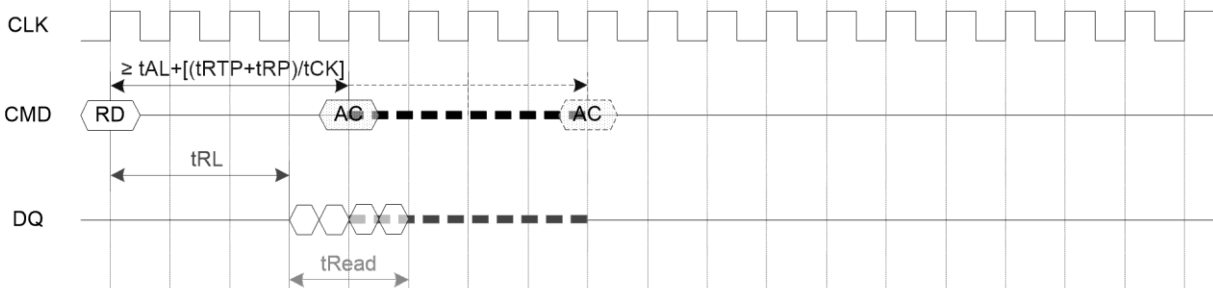 CLK
≥ tAL+[(tRTP+tRP)/tCK]
CMD RD AC AC
tRL
DQ
tRead